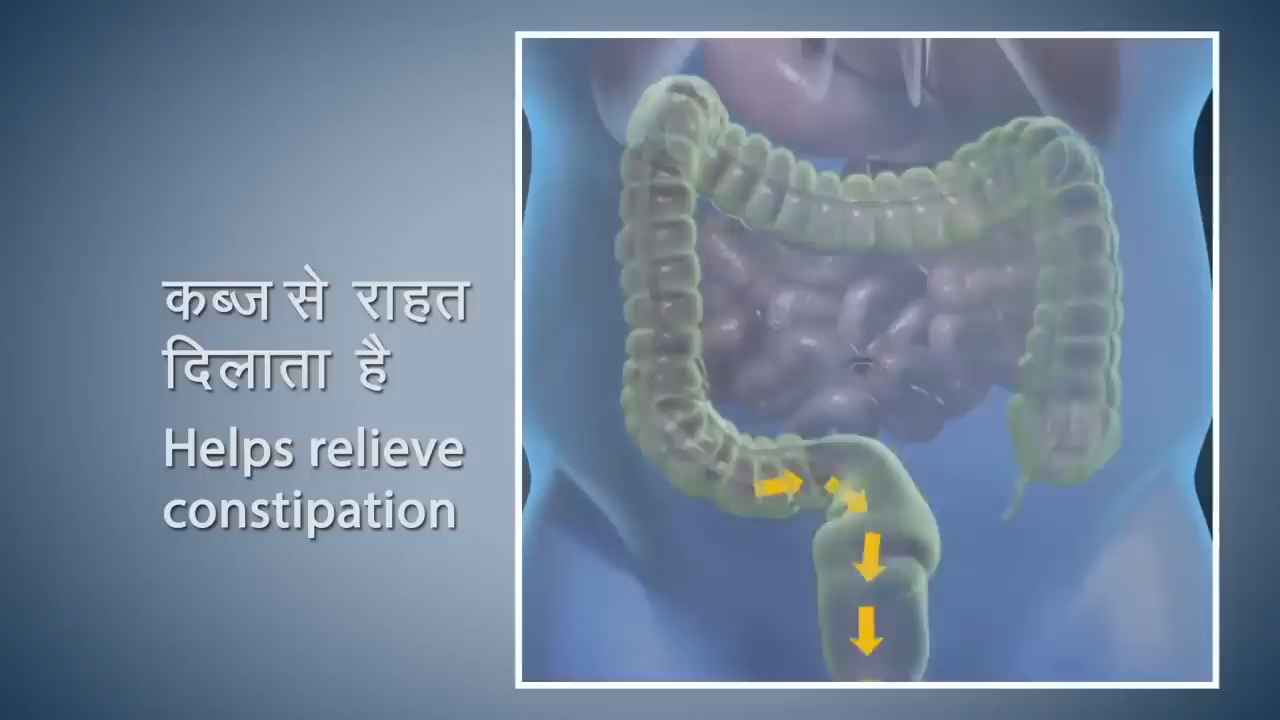 कब्ज से राहत
दिलाता है
Helps relieve
constipation